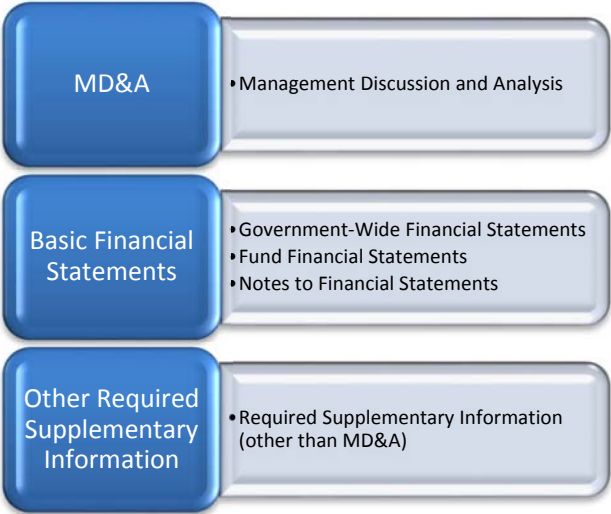 MD&A
•Management Discussion and Analysis
Basic Financial
Statements
•Government-Wide Financial Statements
•Fund Financial Statements
•Notes to Financial Statements
Other Required
Supplementary
Information
•Required Supplementary Information
(other than MD&A)